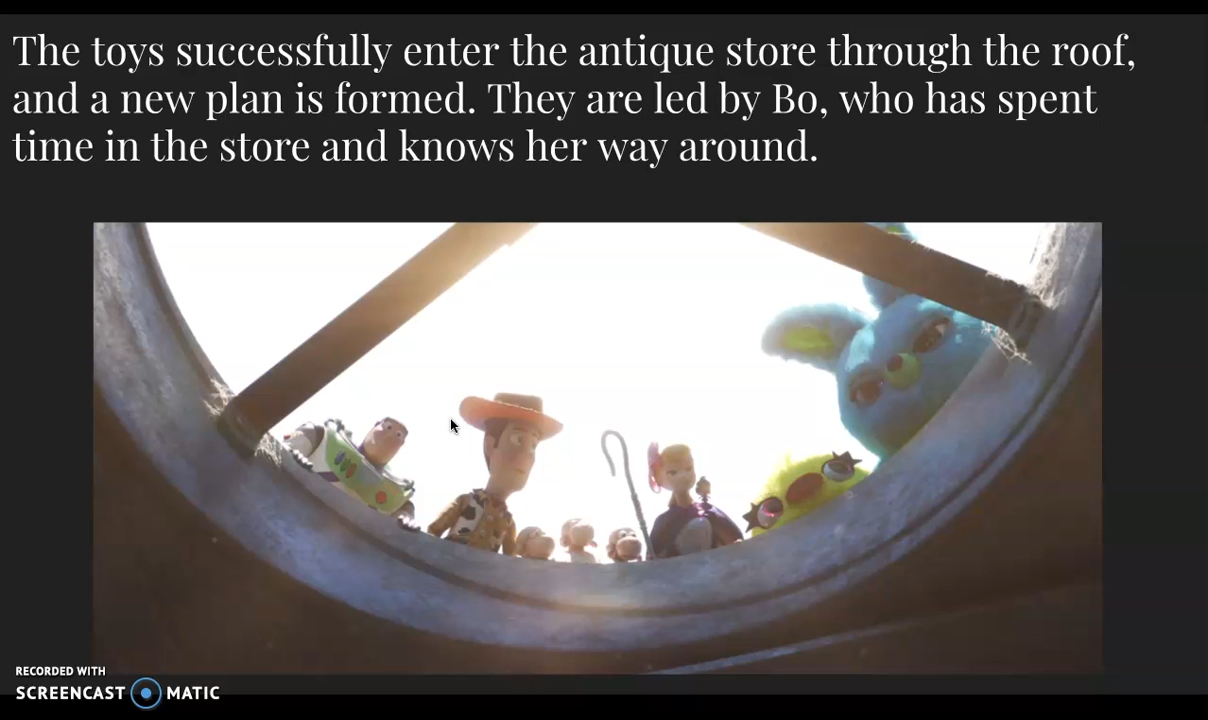 The toys successfully enter the antique store through the roof,
and a new plan is formed. They are led by Bo, who has spent
time in the store and knows her way around.
RECORDED WITH
SCREENCAST MATIC